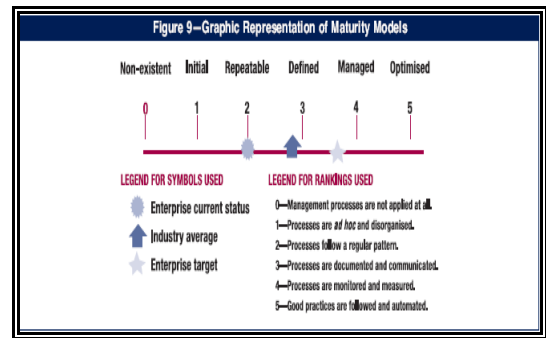 Figure 9—Graphic Representation of Maturity Models
Non-existent Initial Repeatable Defined Managed Optimised
0 1 2 3 4 5
LEGEND FOR SYMBOLS USED
Enterprise current status
Industry average
Enterprise target
LEGEND FOR RANKINGS USED
0—Management processes are not applied at all.
1—Processes are ad hoc and disorganised.
2—Processes follow a regular pattern.
3—Processes are documented and communicated.
4—Processes are monitored and measured.
5—Good practices are followed and automated.